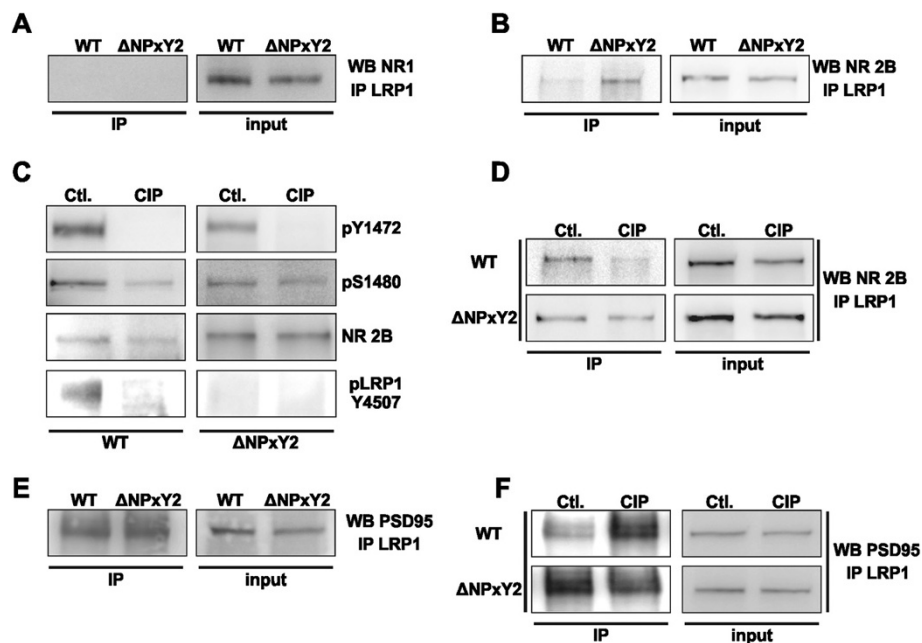 A
WT ΔNPxY2 WT ΔNPxY2
WB NR1
IP LRP1
IP input
B
WT ΔNPxY2 WT ΔNPxY2
WB NR 2B
IP LRP1
IP input
C
Ctl. CIP Ctl. CIP
pY1472
pS1480
NR 2B
pLRP1
Y4507
WT ΔNPxY2
D
Ctl. CIP Ctl. CIP
WT
ΔNPxY2
WB NR 2B
IP LRP1
IP input
E
WT ΔNPxY2 WT ΔNPxY2
WB PSD95
IP LRP1
IP input
F
Ctl. CIP Ctl. CIP
WT
ΔNPxY2
WB PSD95
IP LRP1
IP input